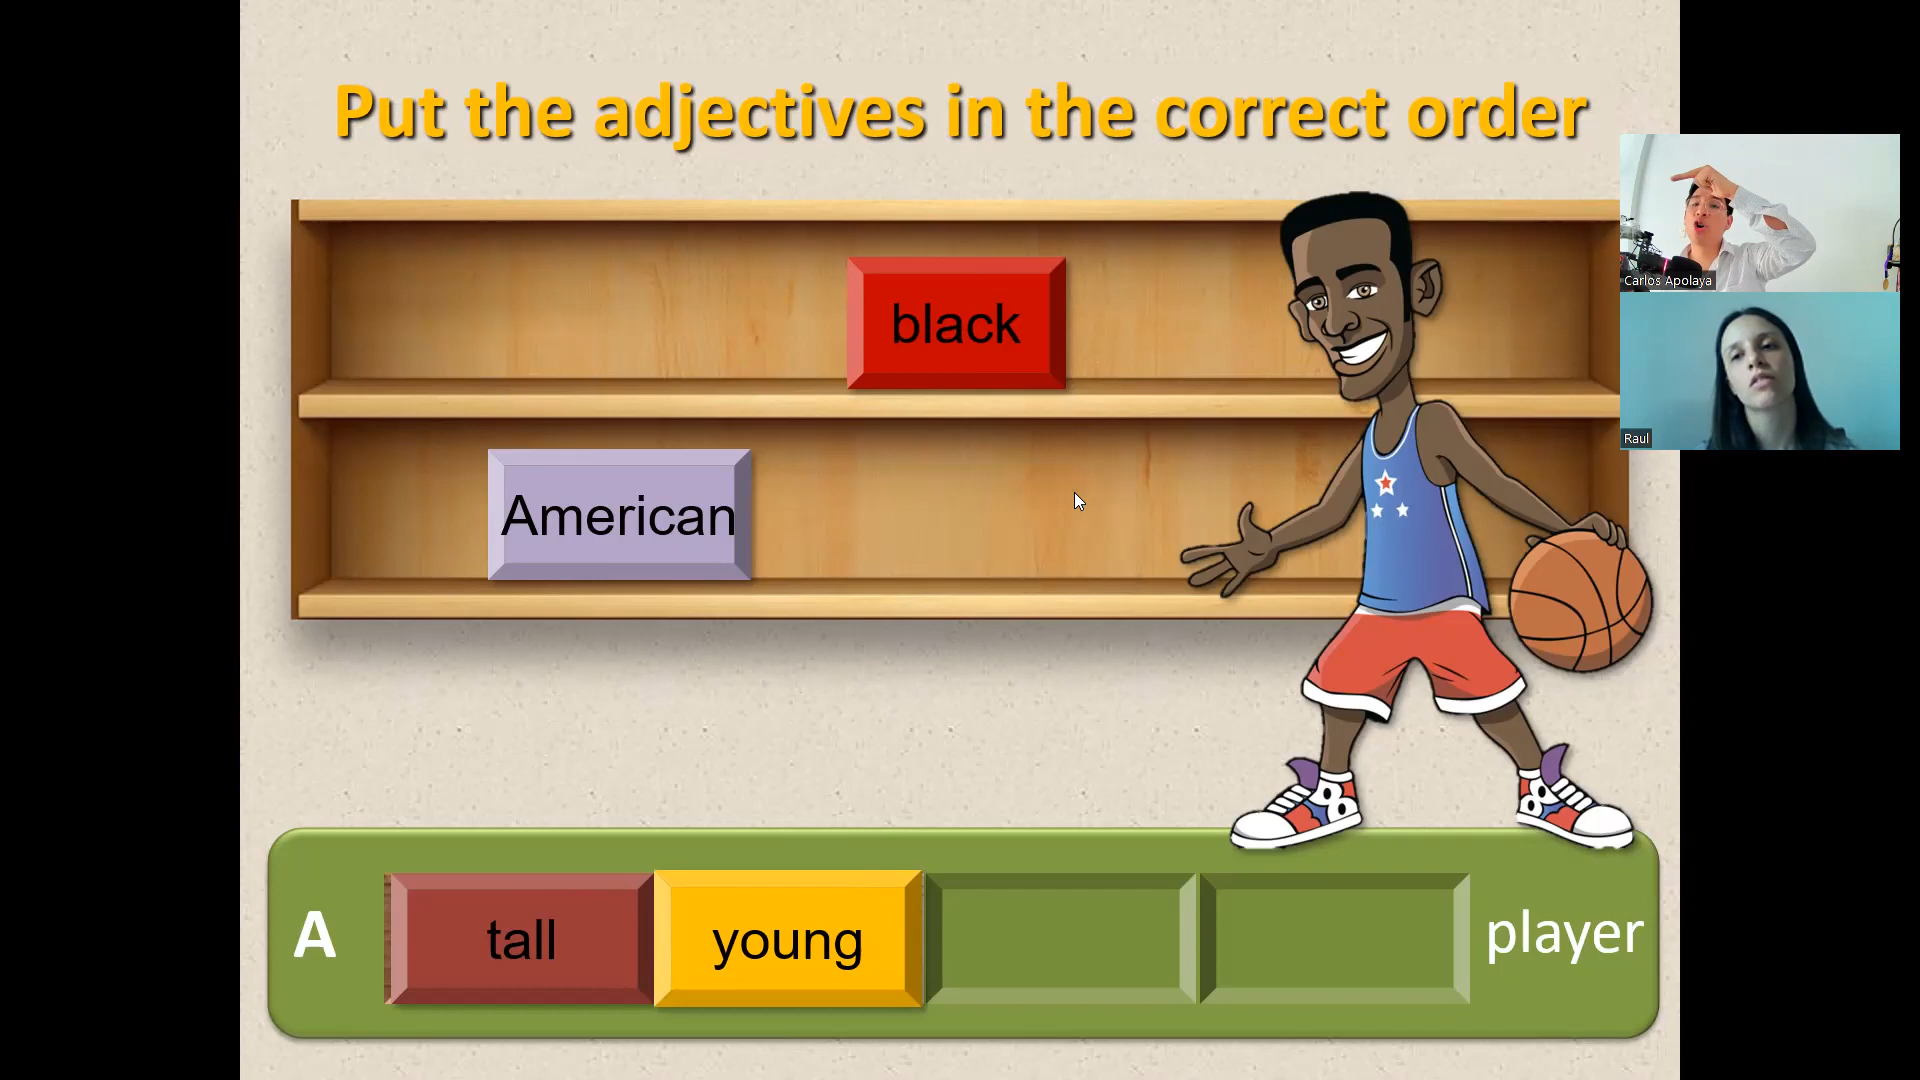 Put the adjectives in the correct order
black
Carlos Apolaya
Raul
American
A tall young player